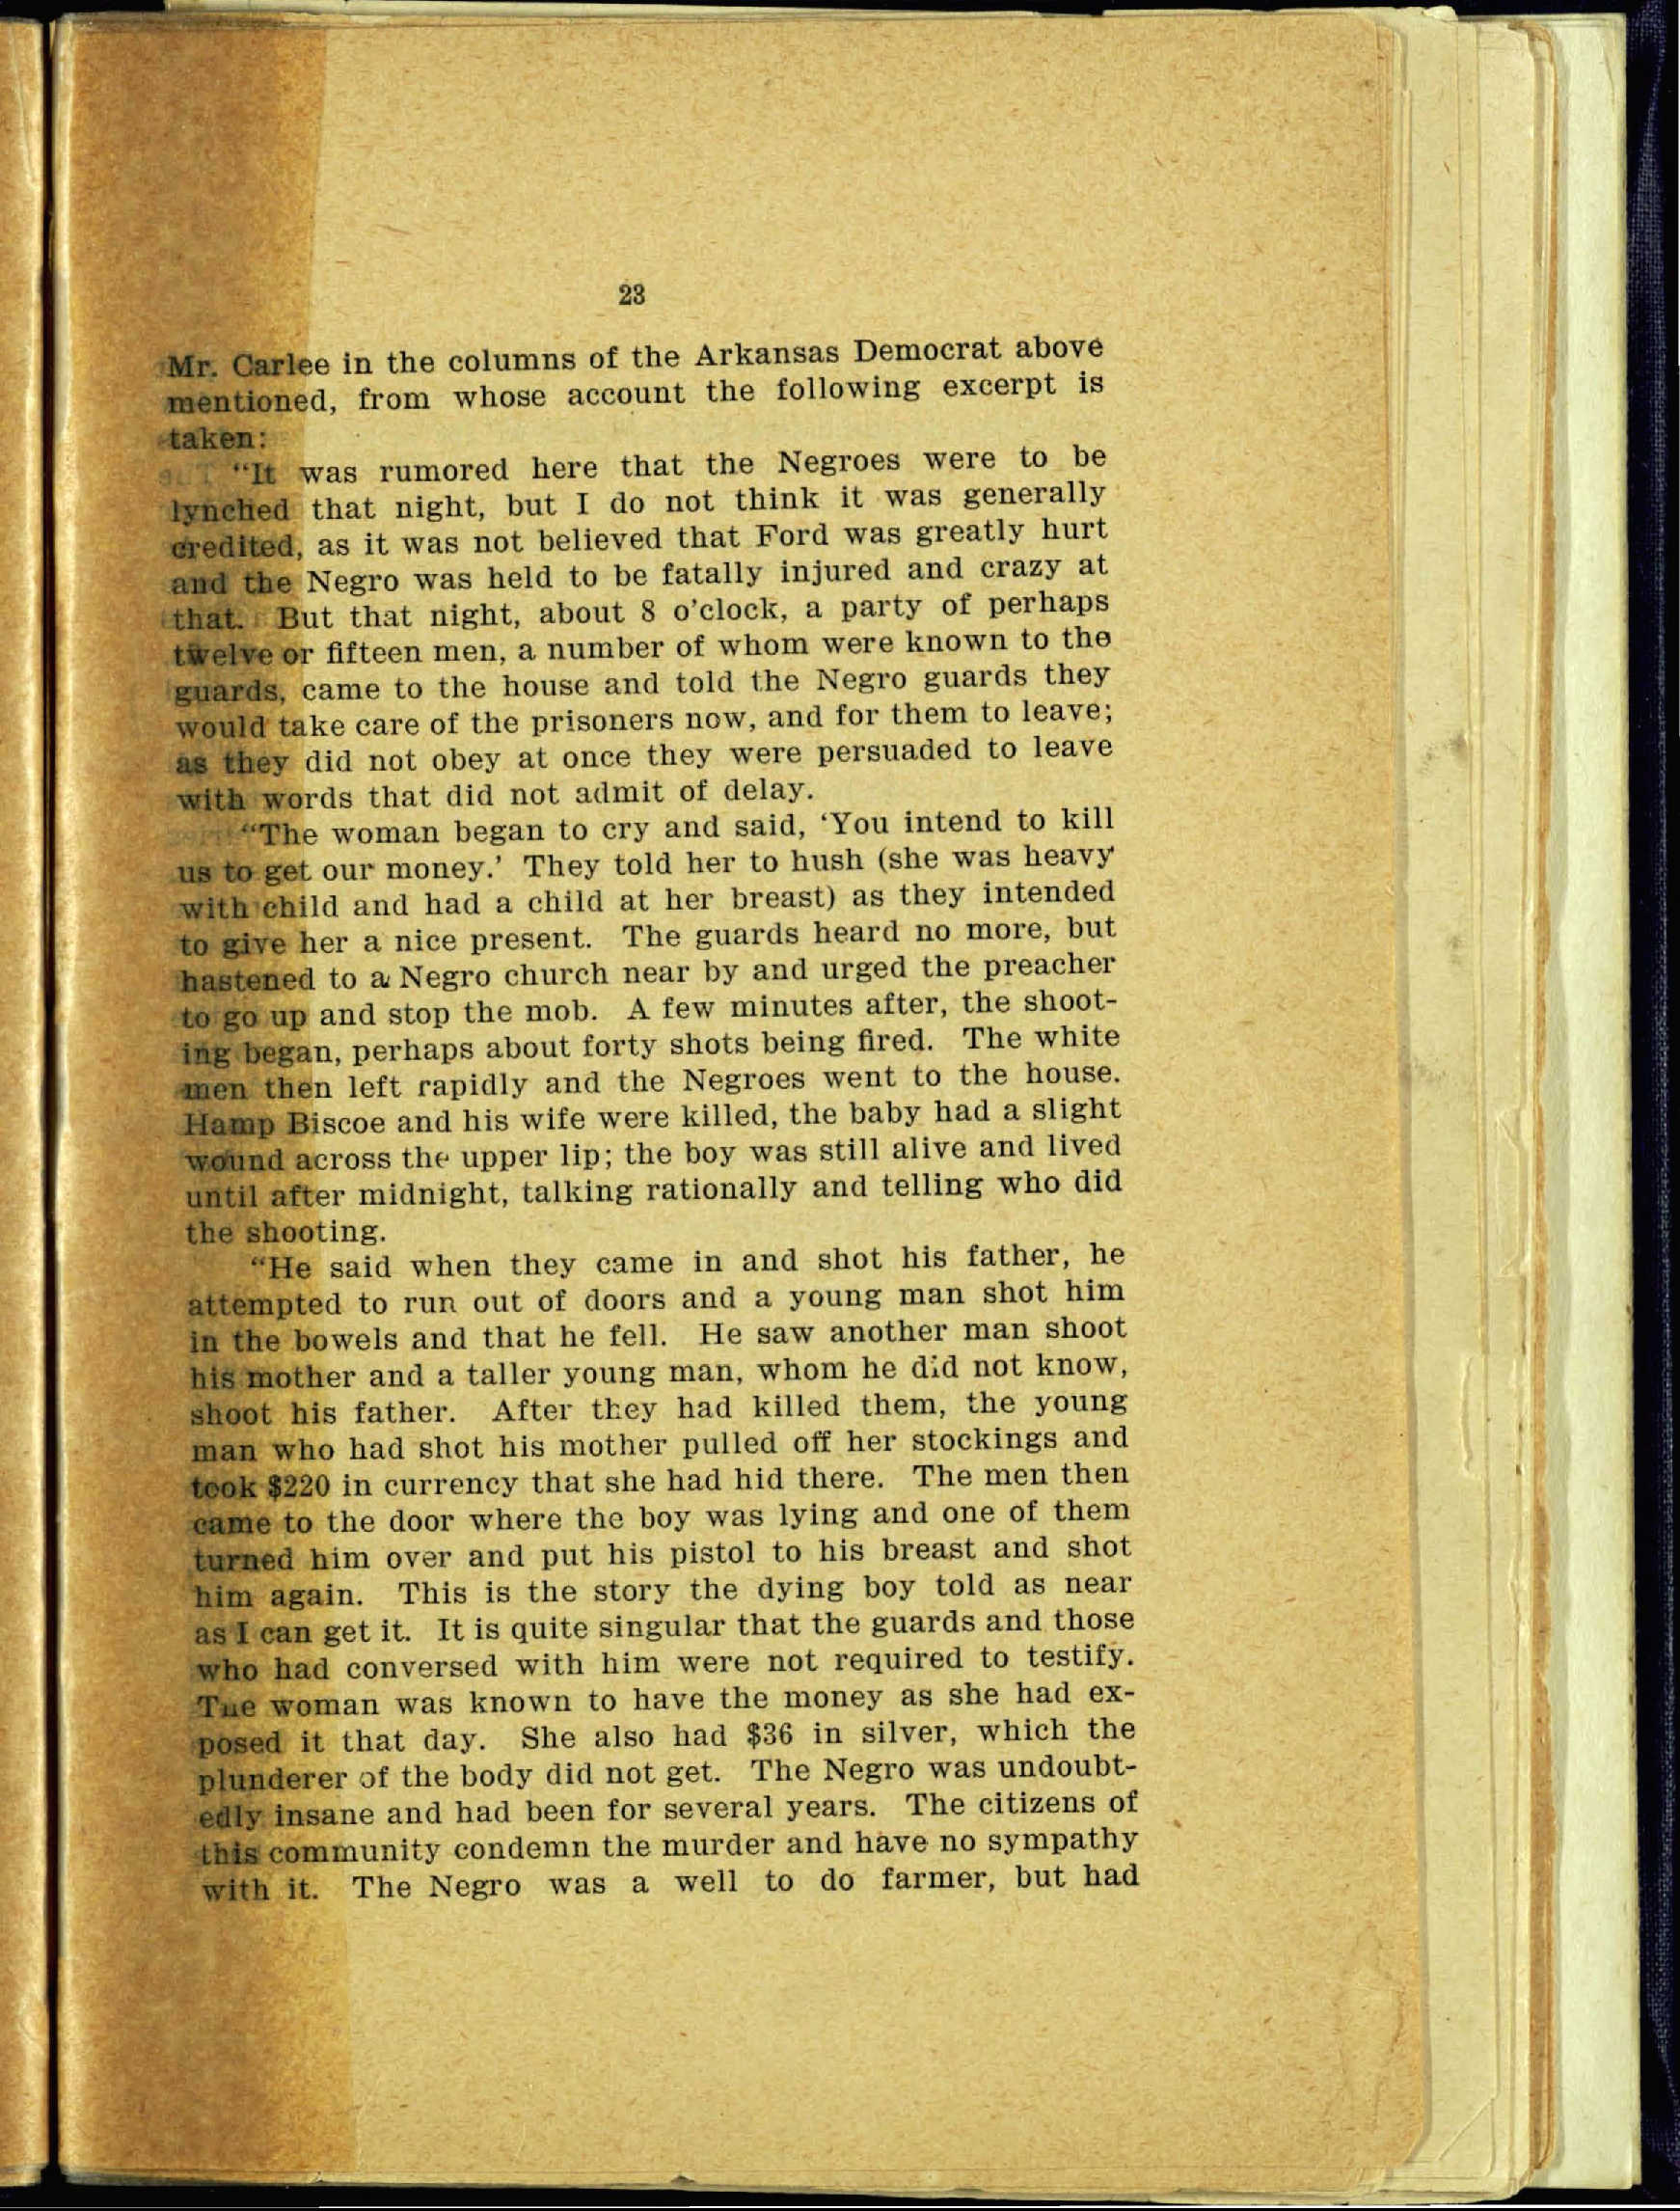 23
Mr. Carlee in the columns of the Arkansas Democrat above
mentioned, from whose account the following excerpt is
taken:
"It was rumored here that the Negroes were to be
lynched that night, but I do not think it was generally
credited, as it was not believed that Ford was greatly hurt
and the Negro was held to be fatally injured and crazy at
that. But that night, about 8 o'clock, a party of perhaps
twelve or fifteen men, a number of whom were known to the
guards, came to the house and told the Negro guards they
would take care of the prisoners now, and for them to leave;
as they did not obey at once they were persuaded to leave
with words that did not admit of delay.
"The woman began to cry and said, 'You intend to kill
us to get our money.' They told her to hush (she was heavy
with child and had a child at her breast) as they intended
to give her a nice present. The guards heard no more, but
hastened to a Negro church near by and urged the preacher
to go up and stop the mob. A few minutes after, the shoot-
ing began, perhaps about forty shots being fired. The white
men then left rapidly and the Negroes went to the house.
Hamp Biscoe and his wife were killed, the baby had a slight
wound across the upper lip; the boy was still alive and lived
until after midnight, talking rationally and telling who did
the shooting.
"He said when they came in and shot his father, he
attempted to run out of doors and a young man shot him
in the bowels and that he fell. He saw another man shoot
his mother and a taller young man, whom he did not know,
shoot his father. After they had killed them, the young
man who had shot his mother pulled off her stockings and
took $220 in currency that she had hid there. The men then
came to the door where the boy was lying and one of them
turned him over and put his pistol to his breast and shot
him again. This is the story the dying boy told as near
as I can get it. It is quite singular that the guards and those
who had conversed with him were not required to testify.
The woman was known to have the money as she had ex-
posed it that day. She also had $36 in silver, which the
plunderer of the body did not get. The Negro was undoubt-
edly insane and had been for several years. The citizens of
this community condemn the murder and have no sympathy
with it. The Negro was a well to do farmer, but had